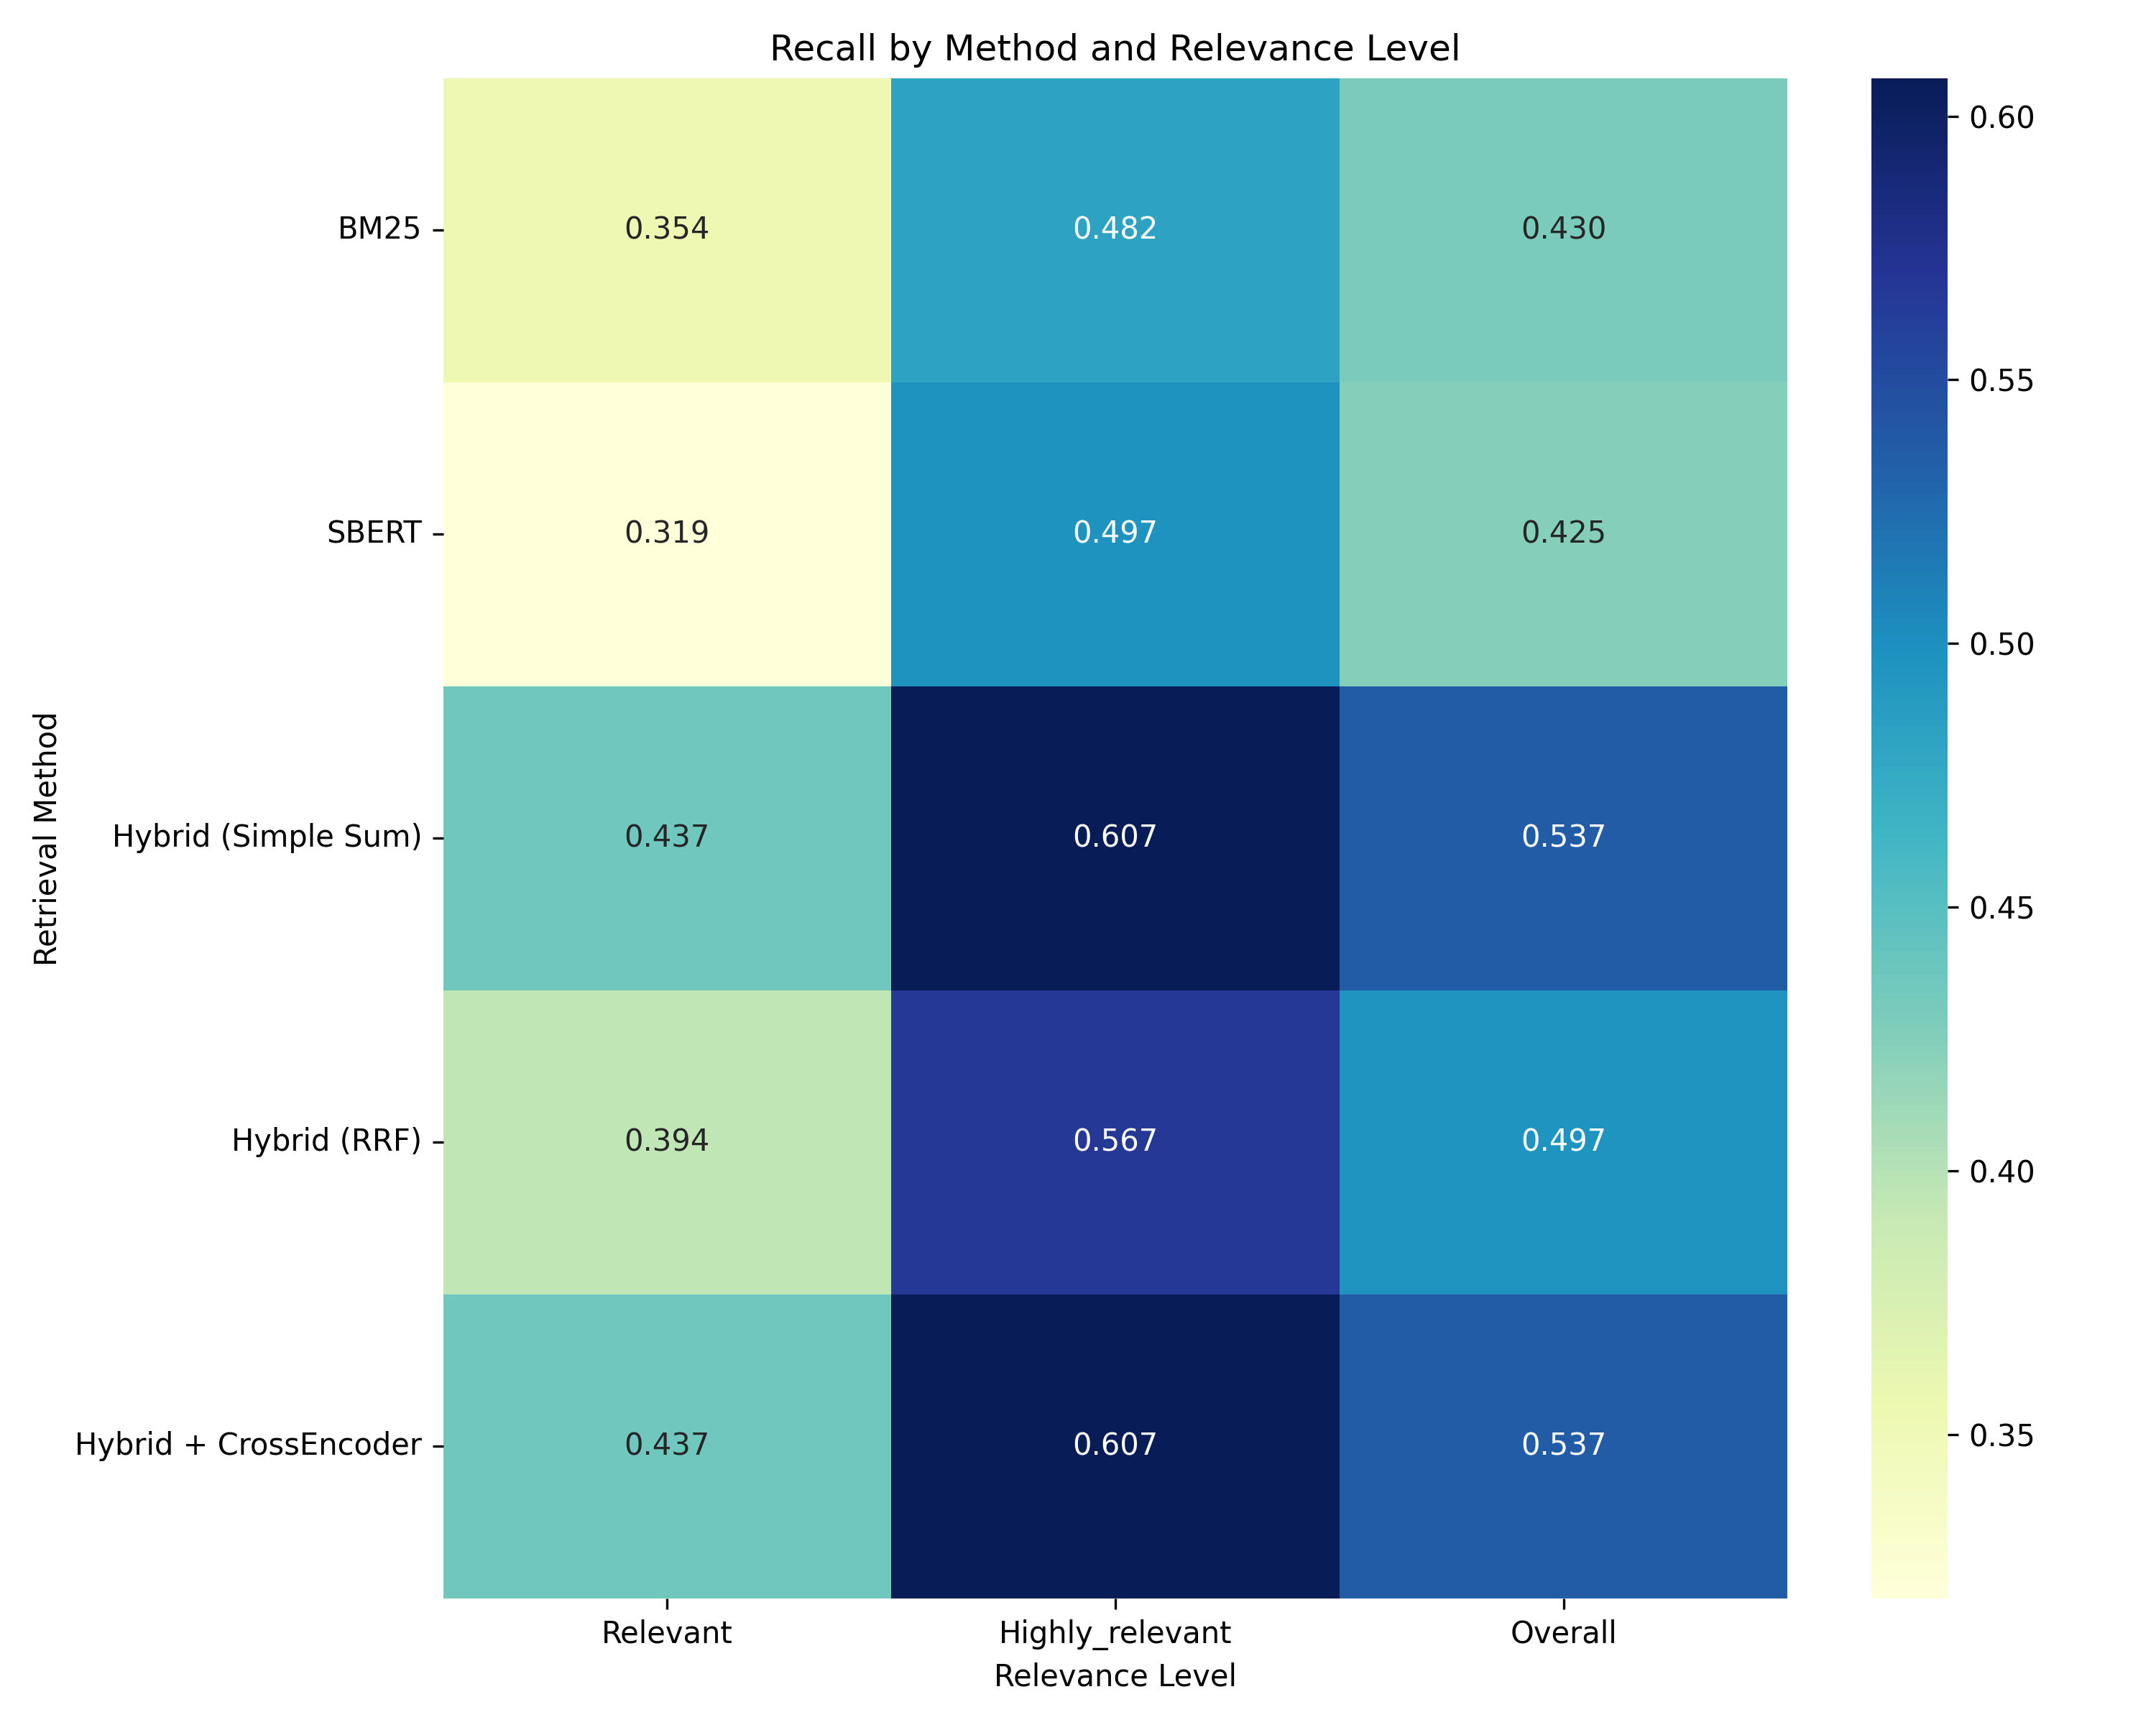 Recall by Method and Relevance Level
Retrieval Method
BM25 0.354 0.482 0.430
SBERT 0.319 0.497 0.425
Hybrid (Simple Sum) 0.437 0.607 0.537
Hybrid (RRF) 0.394 0.567 0.497
Hybrid + CrossEncoder 0.437 0.607 0.537
Relevant Highly_relevant Overall
Relevance Level
0.60
0.55
0.50
0.45
0.40
0.35